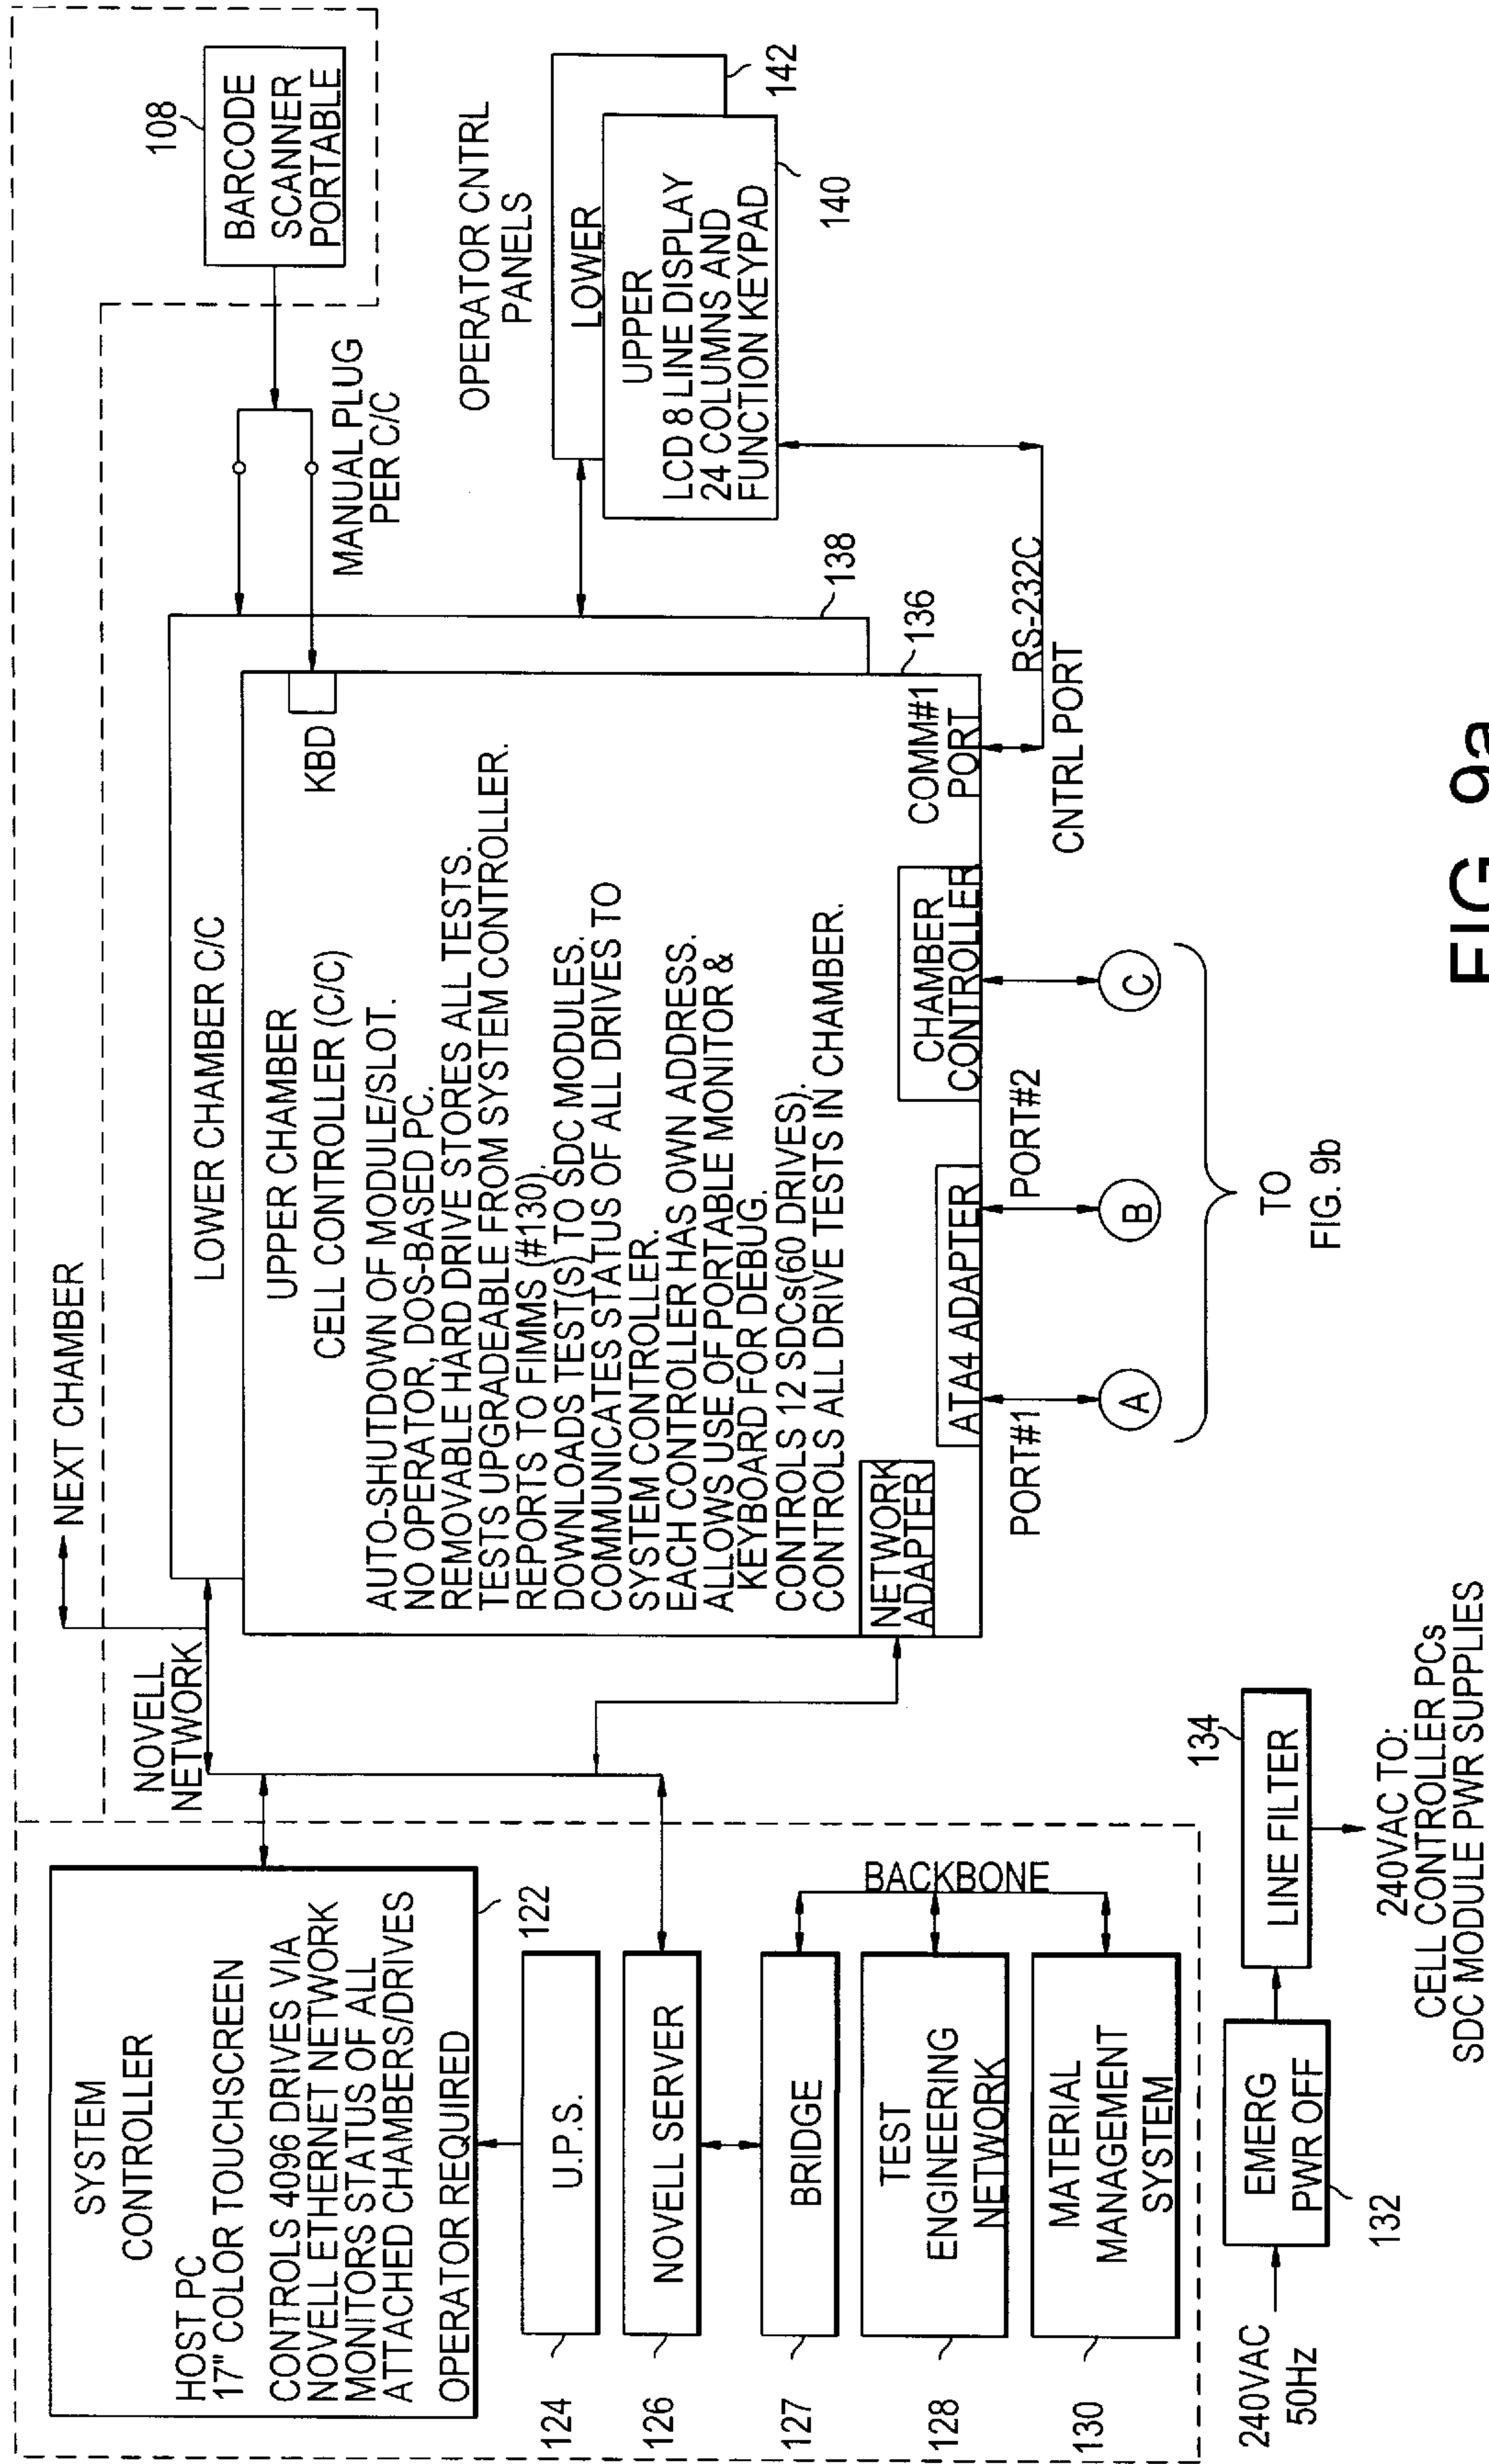 SYSTEM
CONTROLLER
HOST PC
17" COLOR TOUCHSCREEN
CONTROLS 4096 DRIVES VIA
NOVELL ETHERNET NETWORK
MONITORS STATUS OF ALL
ATTACHED CHAMBERS/DRIVES
OPERATOR REQUIRED
122
U.P.S.
124
NOVELL SERVER
126
BRIDGE
127
BACKBONE
TEST
ENGINEERING
NETWORK
128
MATERIAL
MANAGEMENT
SYSTEM
130
240VAC
50Hz
EMERG
PWR OFF
132
LINE FILTER
134
240VAC TO:
CELL CONTROLLER PCs
SDC MODULE PWR SUPPLIES
NOVELL
NETWORK
NEXT CHAMBER
LOWER CHAMBER C/C
UPPER CHAMBER
CELL CONTROLLER (C/C)
AUTO-SHUTDOWN OF MODULE/SLOT.
NO OPERATOR, DOS-BASED PC.
REMOVABLE HARD DRIVE STORES ALL TESTS.
TESTS UPGRADEABLE FROM SYSTEM CONTROLLER.
REPORTS TO FIMMS (#130).
DOWNLOADS TEST(S) TO SDC MODULES.
COMMUNICATES STATUS OF ALL DRIVES TO
SYSTEM CONTROLLER.
EACH CONTROLLER HAS OWN ADDRESS.
ALLOWS USE OF PORTABLE MONITOR &
KEYBOARD FOR DEBUG.
CONTROLS 12 SDCs(60 DRIVES).
CONTROLS ALL DRIVE TESTS IN CHAMBER.
KBD
NETWORK
ADAPTER
ATA4 ADAPTER
CHAMBER
CONTROLLER
COMM#1
PORT
136
138
PORT#1
PORT#2
A
B
C
TO
FIG. 9b
RS-232C
CNTRL PORT
MANUAL PLUG
PER C/C
108
BARCODE
SCANNER
PORTABLE
OPERATOR CNTRL
PANELS
LOWER
142
UPPER
LCD 8 LINE DISPLAY
24 COLUMNS AND
FUNCTION KEYPAD
140
FIG. 9a